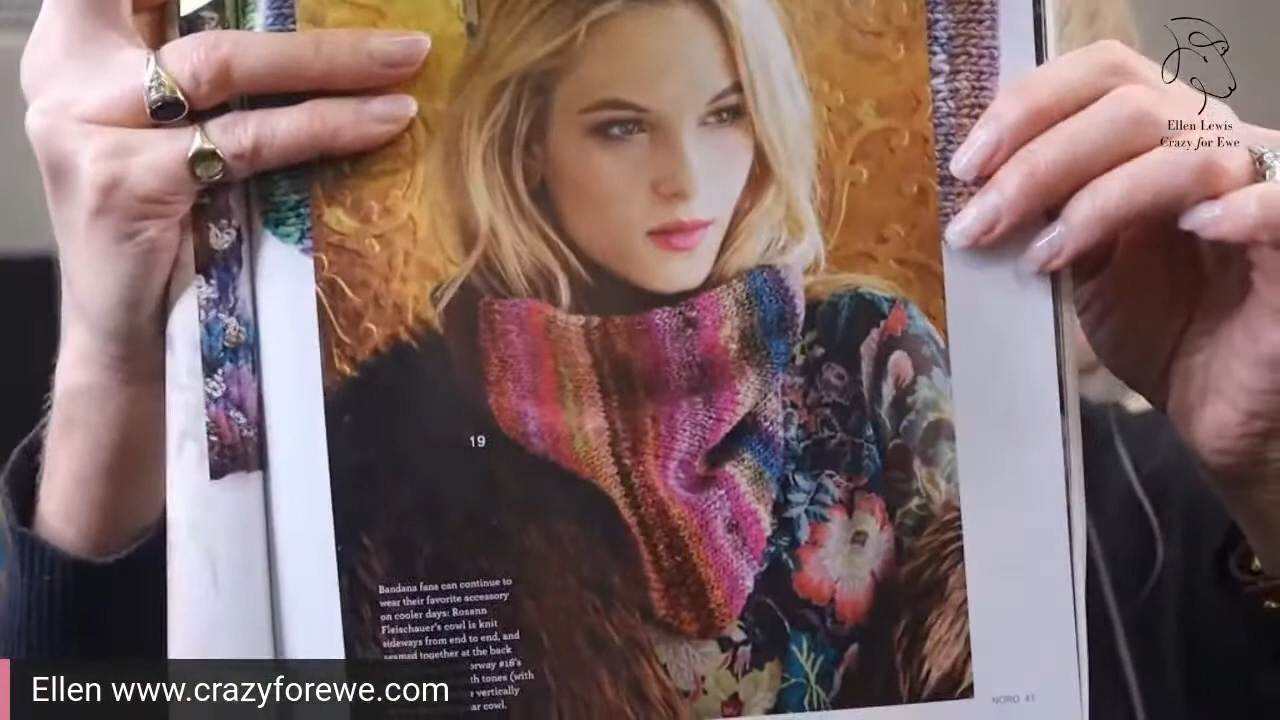 Ellen Lewis
Crazy for Ewe
19
Bandana fans can continue to
wear their favorite accessory
on cooler days: Rosann
Fleischauer's cowl is knit
sideways from end to end, and
seamed together at the back
orway #18's
th tones (with
vertically
ar cowl.
NORO 41
Ellen www.crazyforewe.com